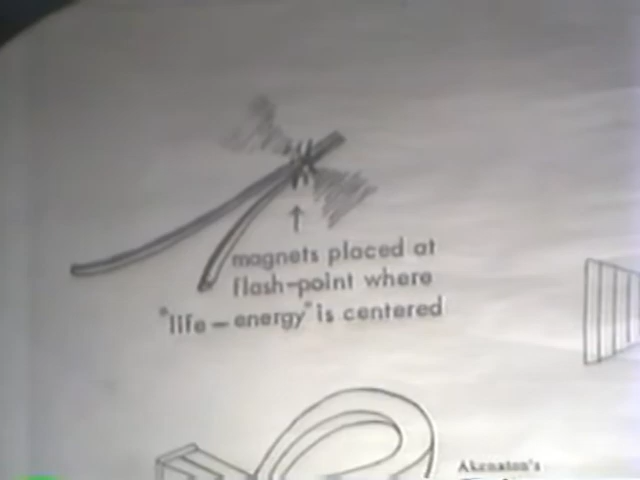 magnets placed at
flash-point where
"life – energy" is centered
Akenaton's